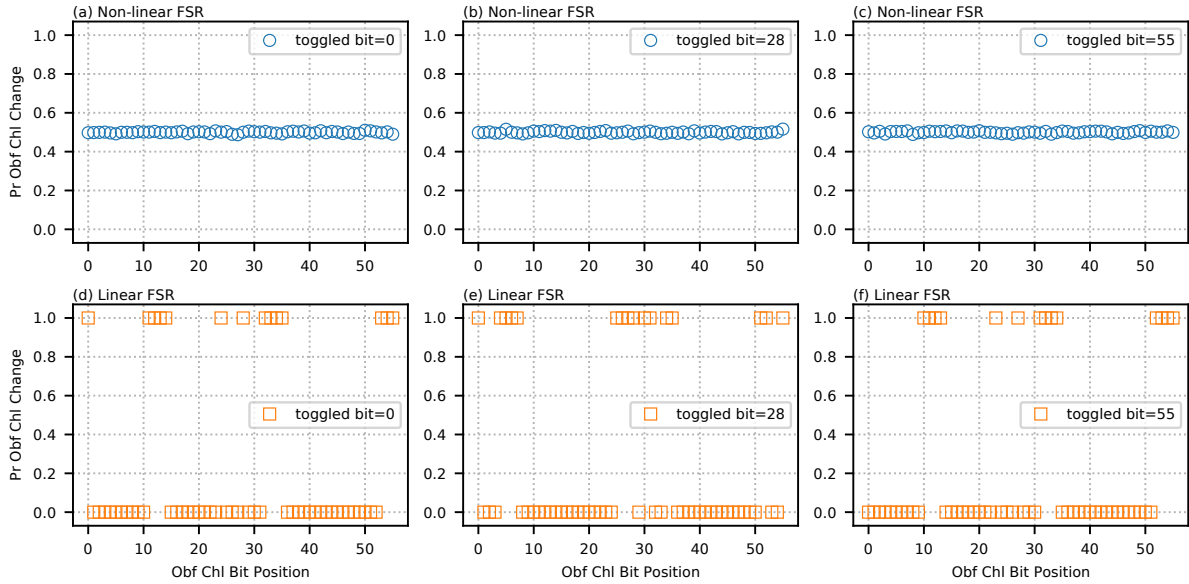 (a) Non-linear FSR
(b) Non-linear FSR
(c) Non-linear FSR
toggled bit=0
toggled bit=28
toggled bit=55
Pr Obf Chl Change
1.0
0.8
0.6
0.4
0.2
0.0
0 10 20 30 40 50
0 10 20 30 40 50
0 10 20 30 40 50
1.0
0.8
0.6
0.4
0.2
0.0
1.0
0.8
0.6
0.4
0.2
0.0
(d) Linear FSR
(e) Linear FSR
(f) Linear FSR
toggled bit=0
toggled bit=28
toggled bit=55
Pr Obf Chl Change
1.0
0.8
0.6
0.4
0.2
0.0
1.0
0.8
0.6
0.4
0.2
0.0
1.0
0.8
0.6
0.4
0.2
0.0
0 10 20 30 40 50
0 10 20 30 40 50
0 10 20 30 40 50
Obf Chl Bit Position
Obf Chl Bit Position
Obf Chl Bit Position